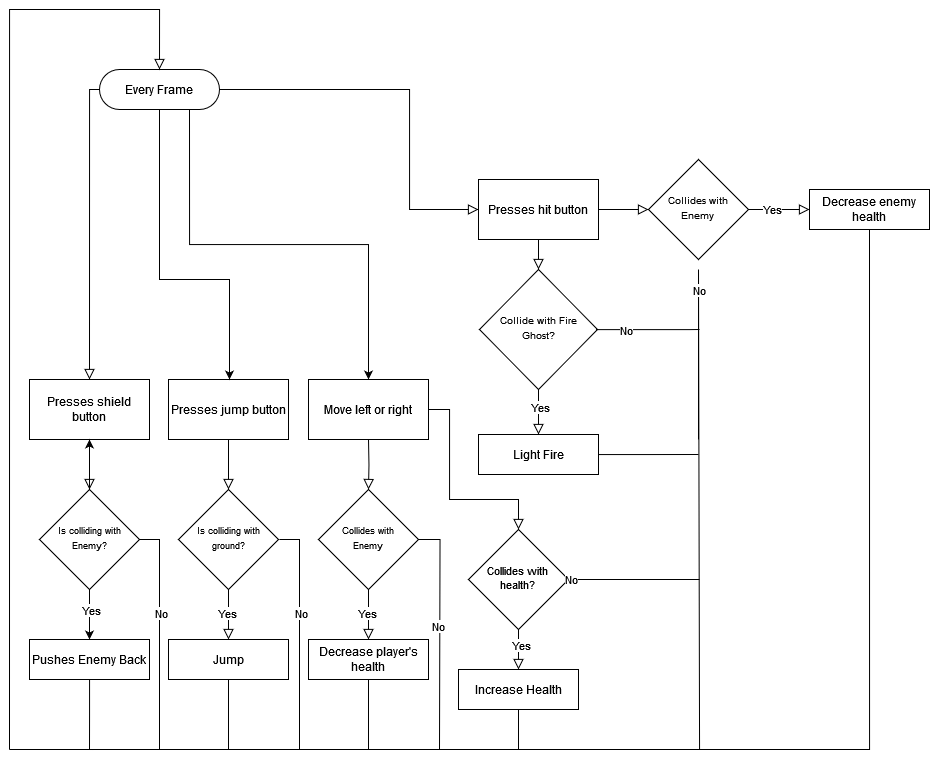 Every Frame
Presses hit button
Collides with
Enemy
Yes
Decrease enemy
health
No
Collide with Fire
Ghost?
No
Yes
Light Fire
Presses shield
button
Presses jump button
Move left or right
Is colliding with
Enemy?
Is colliding with
ground?
Collides with
Enemy
Collides with
health?
No
Yes
No
Yes
No
Yes
No
Yes
Pushes Enemy Back
Jump
Decrease player's
health
Increase Health